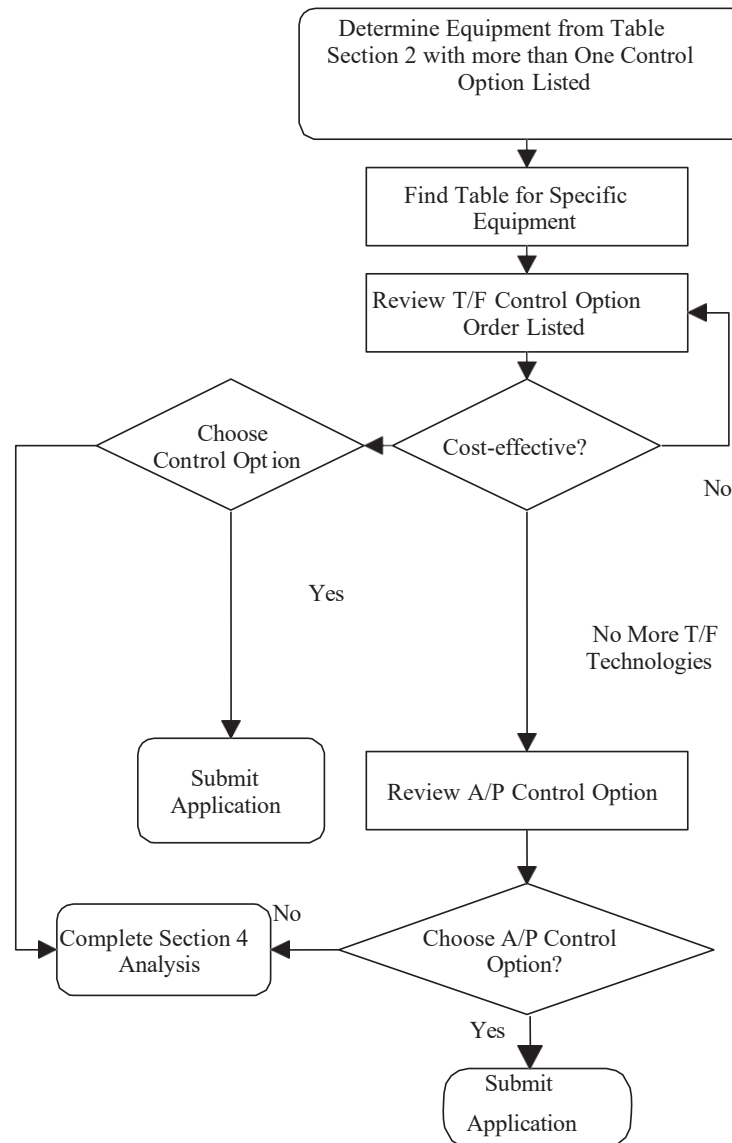 Determine Equipment from Table
Section 2 with more than One Control
Option Listed
Find Table for Specific
Equipment
Review T/F Control Option
Order Listed
Choose
Control Option
Cost-effective?
No
Yes
No More T/F
Technologies
Submit
Application
Review A/P Control Option
No
Complete Section 4
Analysis
Choose A/P Control
Option?
Yes
Submit
Application